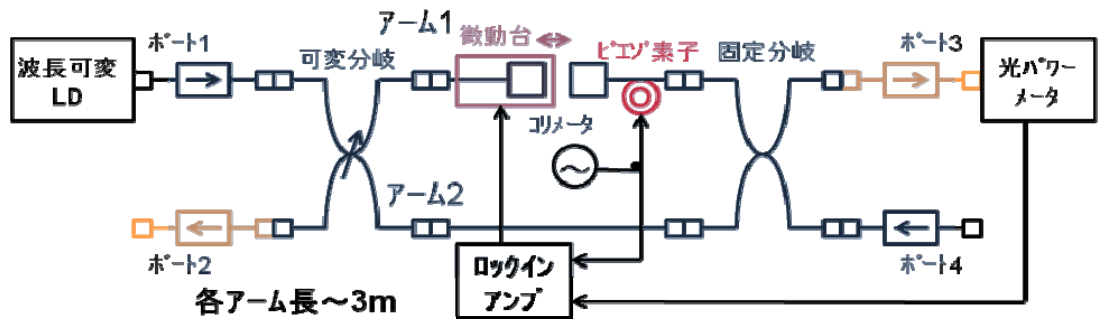 アーム1
ポート1
微動台
可変分岐
ピエゾ素子
固定分岐
ポート3
波長可変
LD
光パワー
メータ
コリメータ
アーム2
ポート2
ロックイン
アンプ
ポート4
各アーム長~3m